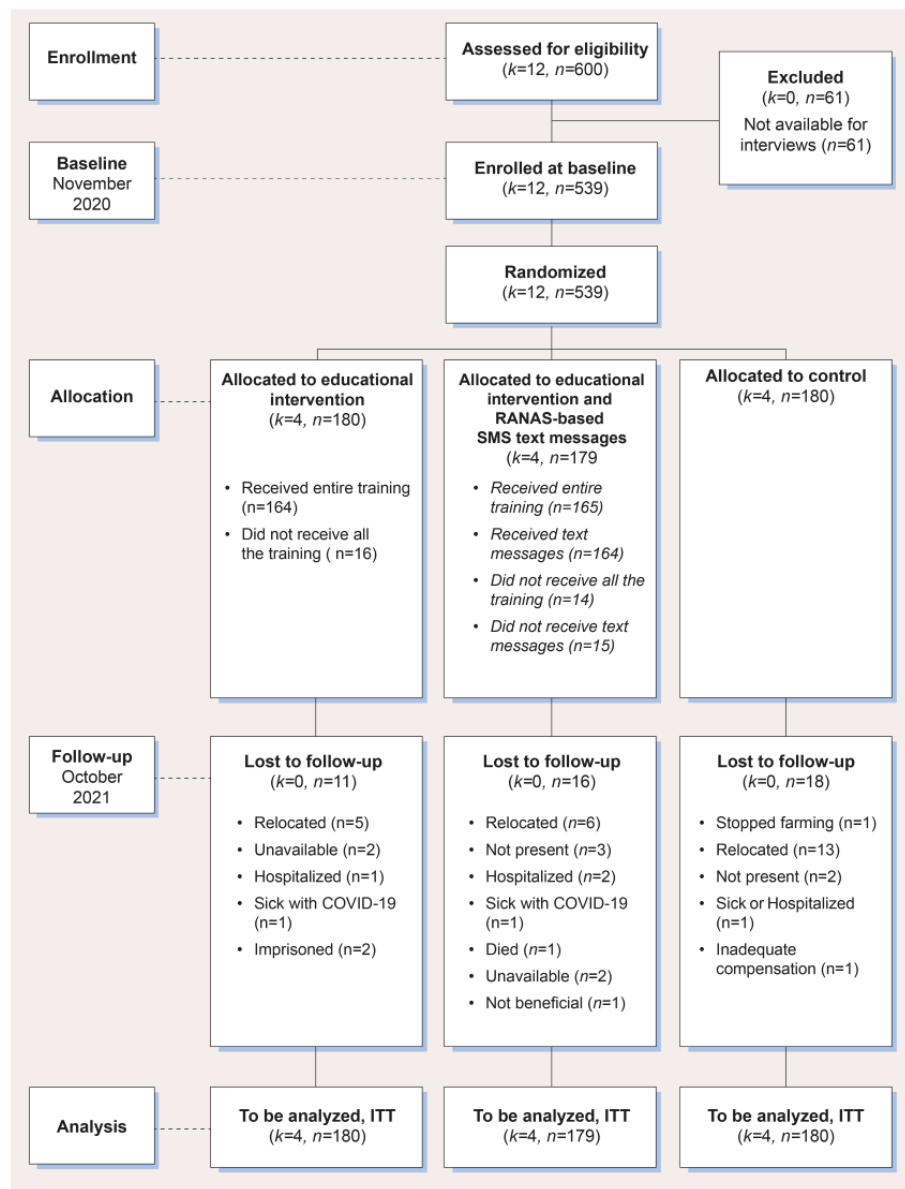 Enrollment
Assessed for eligibility
(k=12, n=600)
Excluded
(k=0, n=61)
Not available for
interviews (n=61)
Baseline
November
2020
Enrolled at baseline
(k=12, n=539)
Randomized
(k=12, n=539)
Allocation
Allocated to educational
intervention
(k=4, n=180)
• Received entire training
(n=164)
• Did not receive all
the training ( n=16)
Allocated to educational
intervention and
RANAS-based
SMS text messages
(k=4, n=179
• Received entire
training (n=165)
• Received text
messages (n=164)
• Did not receive all the
training (n=14)
• Did not receive text
messages (n=15)
Allocated to control
(k=4, n=180)
Follow-up
October
2021
Lost to follow-up
(k=0, n=11)
• Relocated (n=5)
• Unavailable (n=2)
• Hospitalized (n=1)
• Sick with COVID-19
(n=1)
• Imprisoned (n=2)
Lost to follow-up
(k=0, n=16)
• Relocated (n=6)
• Not present (n=3)
• Hospitalized (n=2)
• Sick with COVID-19
(n=1)
• Died (n=1)
• Unavailable (n=2)
• Not beneficial (n=1)
Lost to follow-up
(k=0, n=18)
• Stopped farming (n=1)
• Relocated (n=13)
• Not present (n=2)
• Sick or Hospitalized
(n=1)
• Inadequate
compensation (n=1)
Analysis
To be analyzed, ITT
(k=4, n=180)
To be analyzed, ITT
(k=4, n=179)
To be analyzed, ITT
(k=4, n=180)